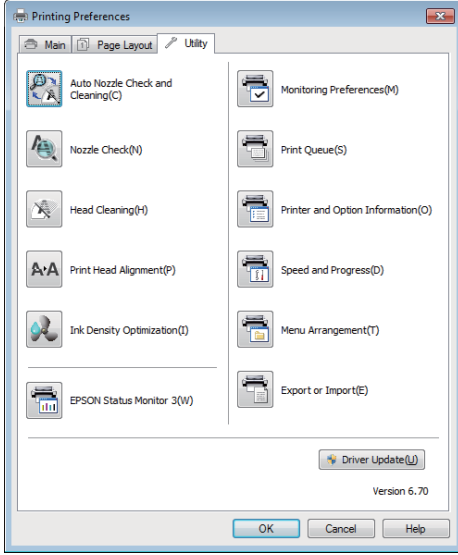 Printing Preferences
Main
Page Layout
Utility
Auto Nozzle Check and
Cleaning(C)
Nozzle Check(N)
Head Cleaning(H)
Print Head Alignment(P)
Ink Density Optimization(I)
EPSON Status Monitor 3(W)
Monitoring Preferences(M)
Print Queue(S)
Printer and Option Information(O)
Speed and Progress(D)
Menu Arrangement(T)
Export or Import(E)
Driver Update(U)
Version 6.70
OK
Cancel
Help